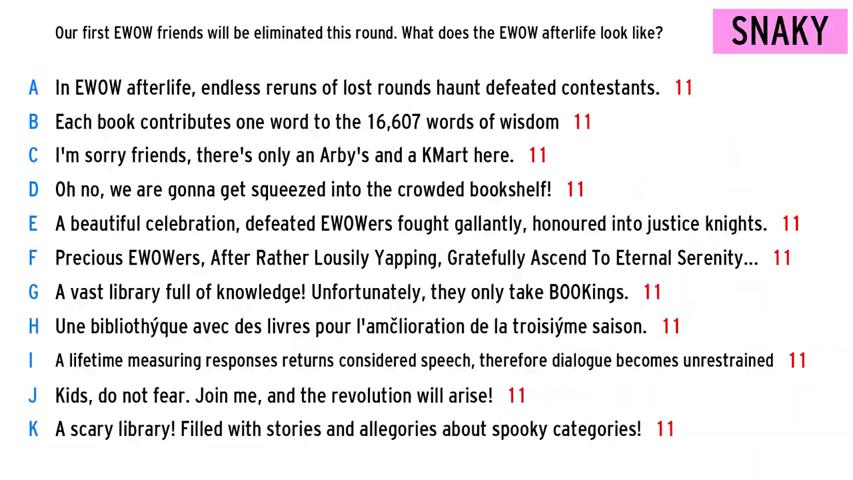 Our first EWOW friends will be eliminated this round. What does the EWOW afterlife look like?
SNAKY
A In EWOW afterlife, endless reruns of lost rounds haunt defeated contestants. 11
B Each book contributes one word to the 16,607 words of wisdom 11
C I'm sorry friends, there's only an Arby's and a KMart here. 11
D Oh no, we are gonna get squeezed into the crowded bookshelf! 11
E A beautiful celebration, defeated EWOWers fought gallantly, honoured into justice knights. 11
F Precious EWOWers, After Rather Lousily Yapping, Gratefully Ascend To Eternal Serenity... 11
G A vast library full of knowledge! Unfortunately, they only take BOOKings. 11
H Une bibliothýque avec des livres pour l'amčlioration de la troisiýme saison. 11
I A lifetime measuring responses returns considered speech, therefore dialogue becomes unrestrained 11
J Kids, do not fear. Join me, and the revolution will arise! 11
K A scary library! Filled with stories and allegories about spooky categories! 11